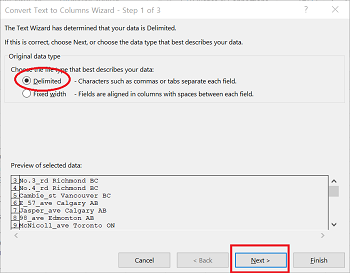 Convert Text to Columns Wizard - Step 1 of 3
The Text Wizard has determined that your data is Delimited.
If this is correct, choose Next, or choose the data type that best describes your data.
Original data type
Choose the file type that best describes your data:
Delimited - Characters such as commas or tabs separate each field.
Fixed width - Fields are aligned in columns with spaces between each field.
Preview of selected data:
3 No.3_rd Richmond BC
4 No.4_rd Richmond BC
5 Cambie_st Vancouver BC
6 E_57_ave Calgary AB
7 Jasper_ave Calgary AB
8 98_ave Edmonton AB
9 McNicoll_ave Toronto ON
Cancel < Back Next > Finish